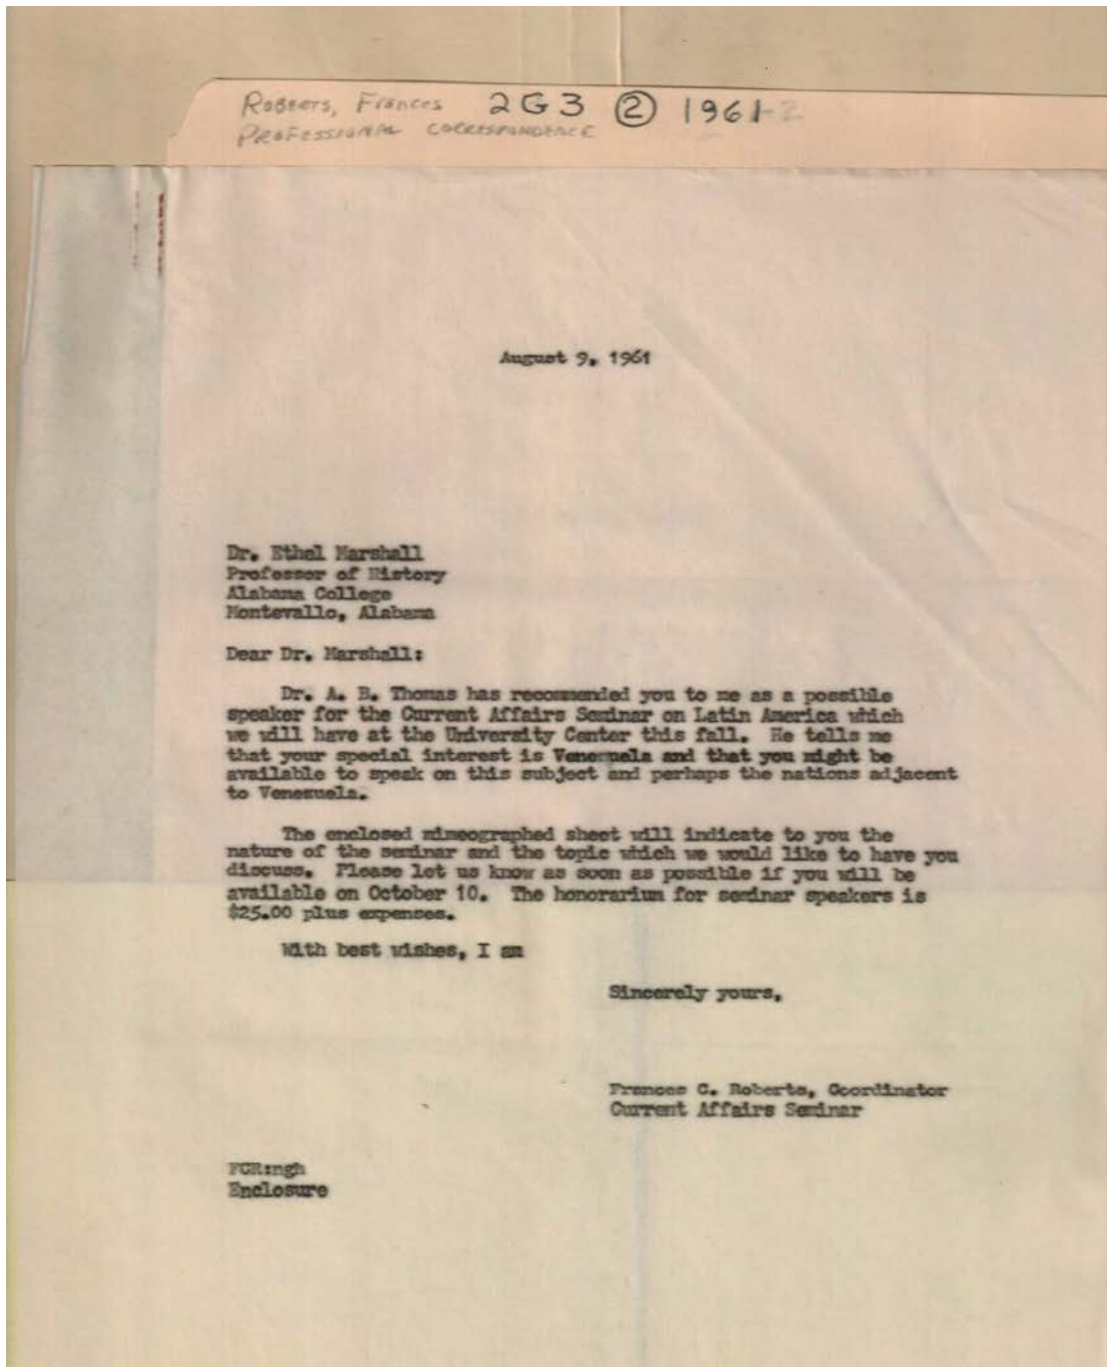 Roberts, Frances 2G3 ② 1961-2
PROFESSIONAL CORRESPONDENCE
August 9, 1961
Dr. Ethel Marshall
Professor of History
Alabama College
Montevallo, Alabama
Dear Dr. Marshall:
Dr. A. B. Thomas has recommended you to me as a possible
speaker for the Current Affairs Seminar on Latin America which
we will have at the University Center this fall. He tells me
that your special interest is Venezuela and that you might be
available to speak on this subject and perhaps the nations adjacent
to Venezuela.
The enclosed mimeographed sheet will indicate to you the
nature of the seminar and the topic which we would like to have you
discuss. Please let us know as soon as possible if you will be
available on October 10. The honorarium for seminar speakers is
$25.00 plus expenses.
With best wishes, I am
Sincerely yours,
Frances C. Roberts, Coordinator
Current Affairs Seminar
FCR:ngh
Enclosure